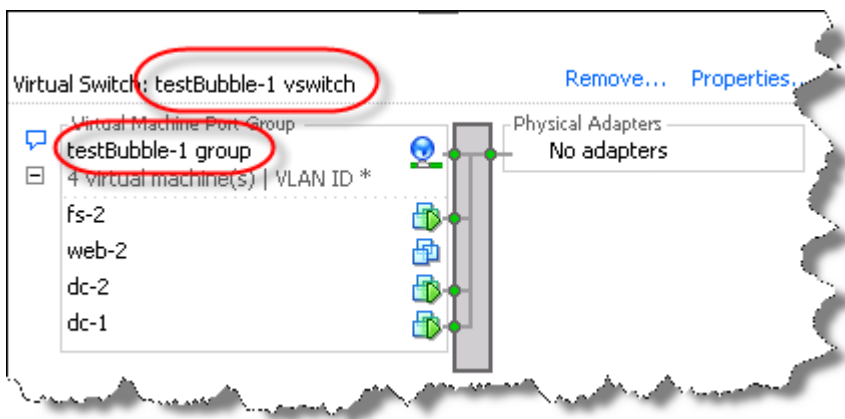 Virtual Switch: testBubble-1 vswitch Remove... Properties...
Virtual Machine Port Group Physical Adapters
testBubble-1 group No adapters
4 virtual machine(s) | VLAN ID *
fs-2
web-2
dc-2
dc-1